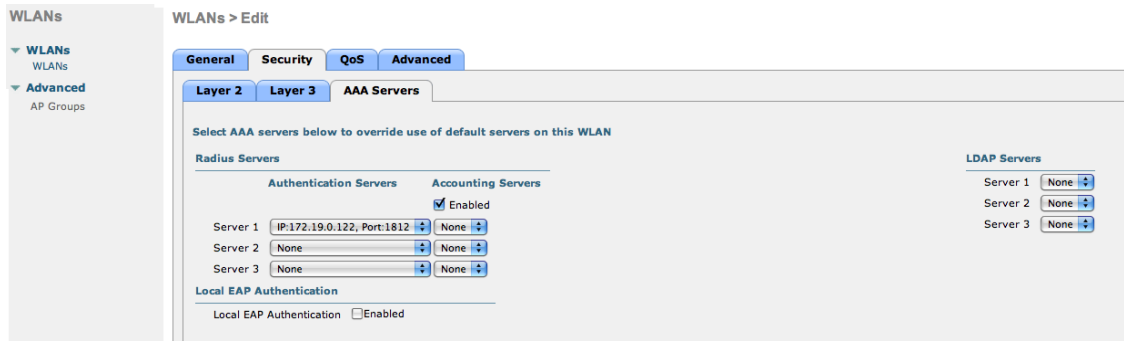 WLANs
WLANs
WLANs
Advanced
AP Groups
WLANs > Edit
General Security QoS Advanced
Layer 2 Layer 3 AAA Servers
Select AAA servers below to override use of default servers on this WLAN
Radius Servers
Authentication Servers Accounting Servers
Enabled
Server 1 IP:172.19.0.122, Port:1812 None
Server 2 None None
Server 3 None None
Local EAP Authentication
Local EAP Authentication Enabled
LDAP Servers
Server 1 None
Server 2 None
Server 3 None